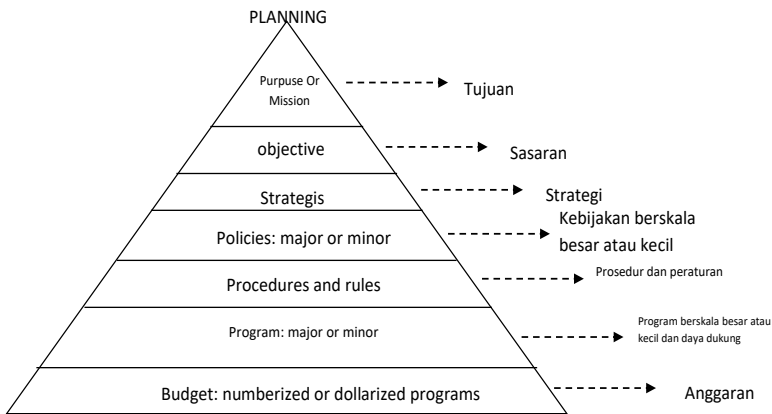 PLANNING
Purpuse Or
Mission
Tujuan
objective
Sasaran
Strategis
Strategi
Policies: major or minor
Kebijakan berskala
besar atau kecil
Procedures and rules
Prosedur dan peraturan
Program: major or minor
Program berskala besar atau
kecil dan daya dukung
Budget: numberized or dollarized programs
Anggaran